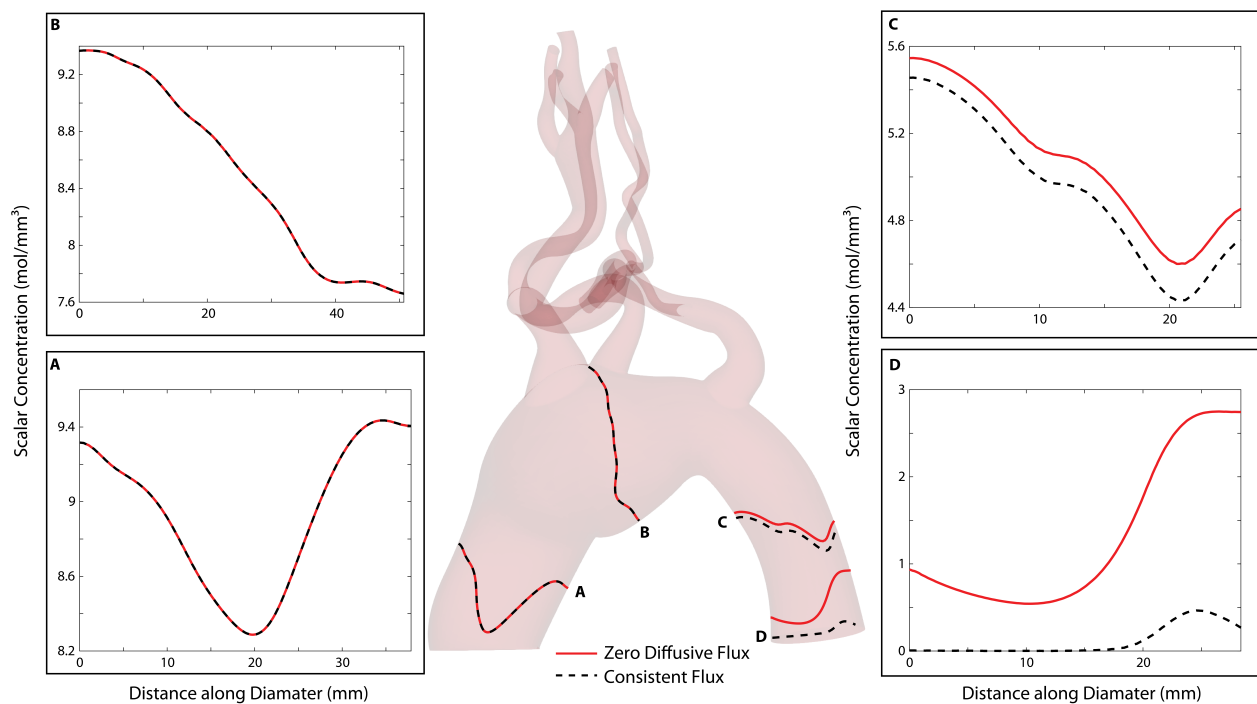 B
9.2
8.8
8.4
8
7.6
0
20
40
A
9.4
9
8.6
8.2
0
10
20
30
Scalar Concentration (mol/mm³)
Distance along Diamater (mm)
B
A
C
D
Zero Diffusive Flux
Consistent Flux
C
5.6
5.2
4.8
4.4
0
10
20
D
3
2
1
0
0
10
20
Scalar Concentration (mol/mm³)
Distance along Diamater (mm)